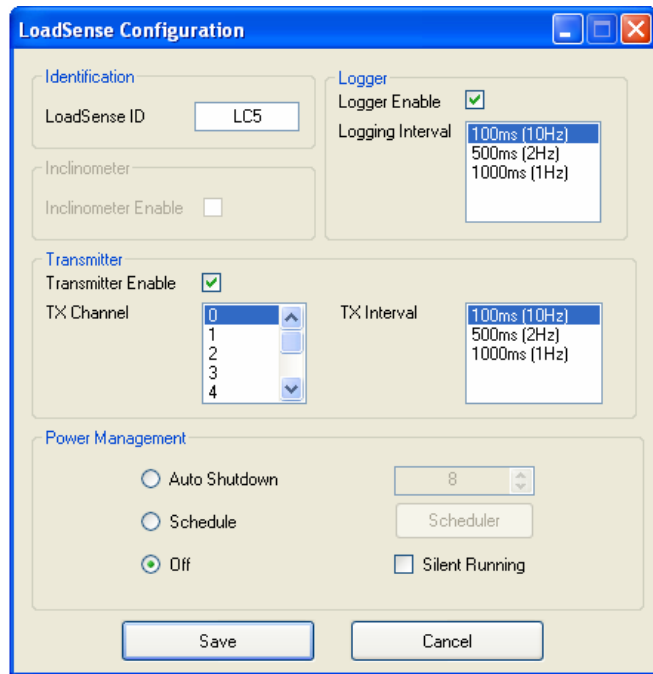 LoadSense Configuration
Identification
LoadSense ID LC5
Inclinometer
Inclinometer Enable
Logger
Logger Enable
Logging Interval
100ms (10Hz)
500ms (2Hz)
1000ms (1Hz)
Transmitter
Transmitter Enable
TX Channel
0
1
2
3
4
TX Interval
100ms (10Hz)
500ms (2Hz)
1000ms (1Hz)
Power Management
Auto Shutdown 8
Schedule Scheduler
Off Silent Running
Save Cancel